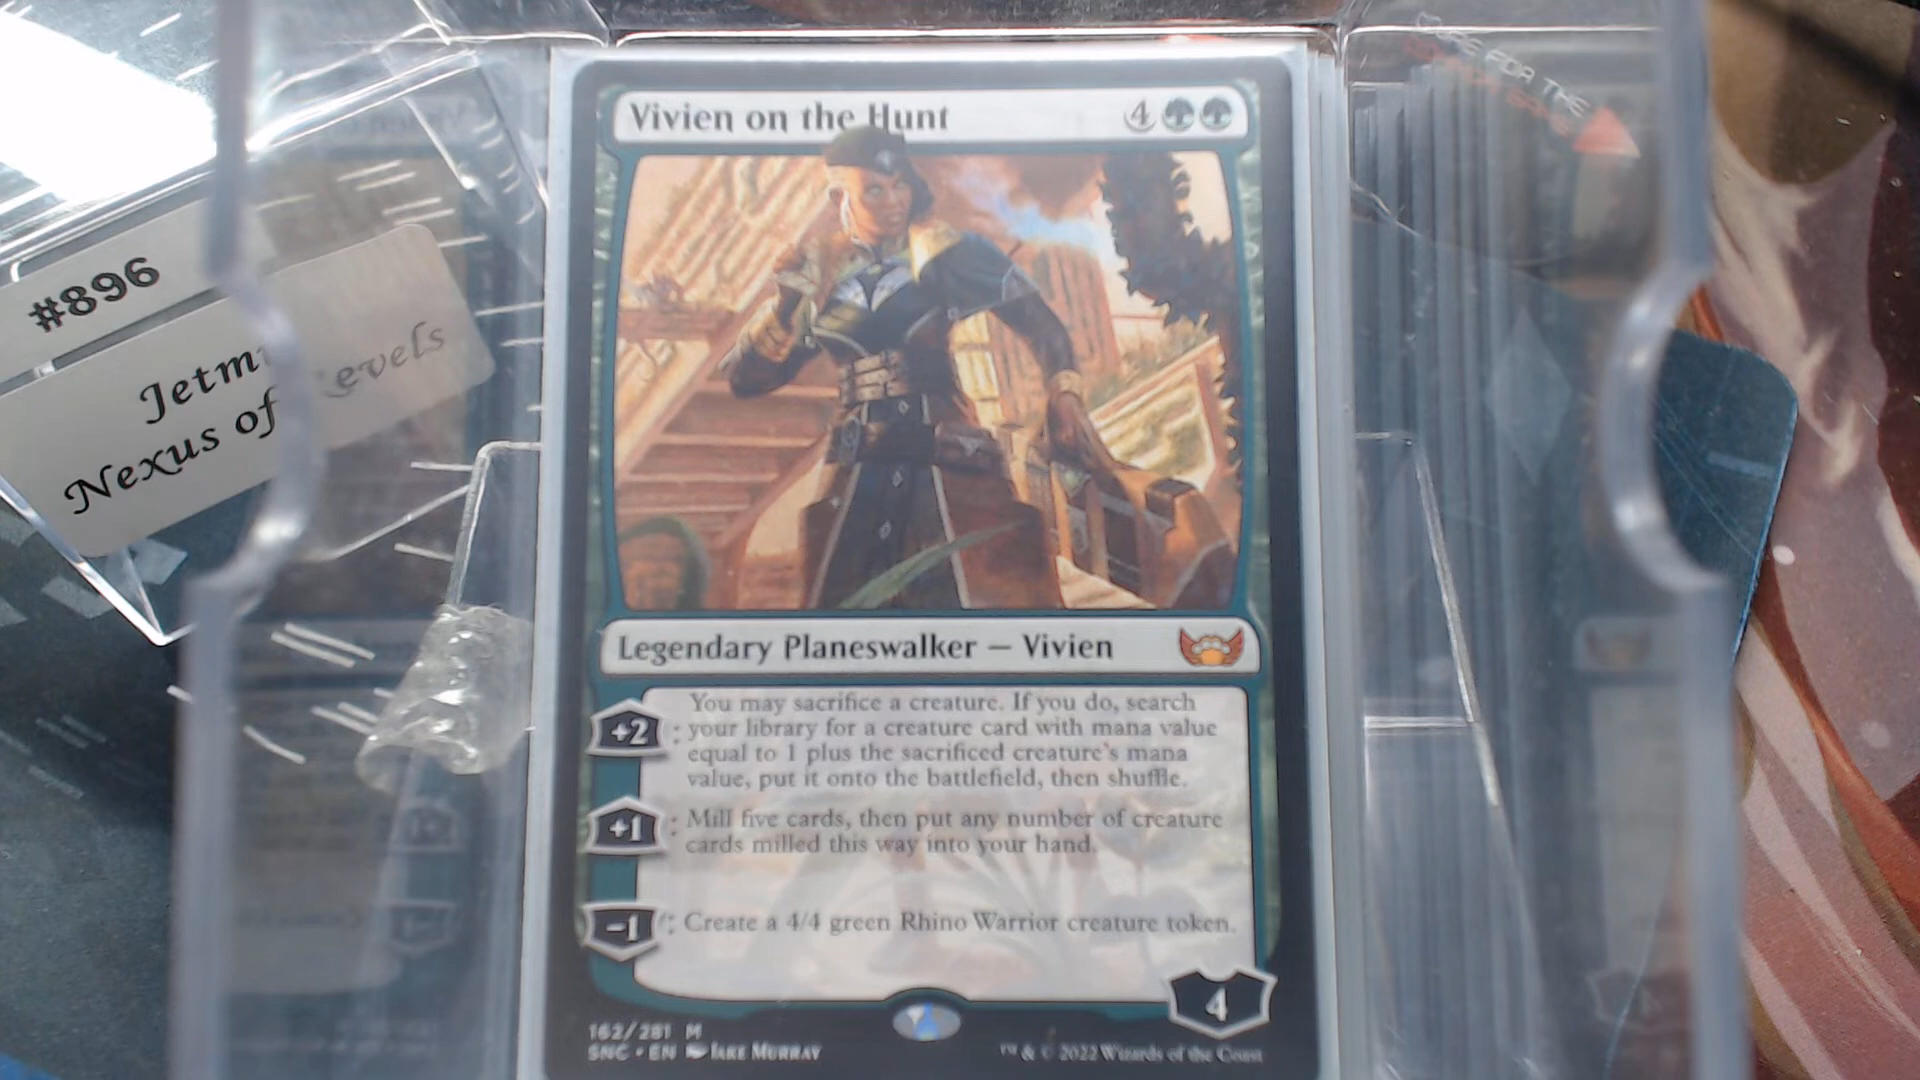 #896
Jetm
Nexus of Revels
Vivien on the Hunt
4
Legendary Planeswalker — Vivien
+2
: You may sacrifice a creature. If you do, search
your library for a creature card with mana value
equal to 1 plus the sacrificed creature's mana
value, put it onto the battlefield, then shuffle.
+1
: Mill five cards, then put any number of creature
cards milled this way into your hand.
−1
: Create a 4/4 green Rhino Warrior creature token.
4
162/281 M
SNC • EN Jake Murray
™ & © 2022 Wizards of the Coast
FOR THE